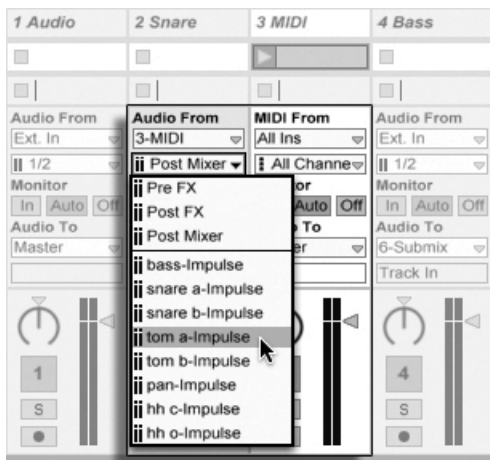 1 Audio
2 Snare
3 MIDI
4 Bass
Audio From
Ext. In
1/2
Monitor
In Auto Off
Audio To
Master
1
S
Audio From
3-MIDI
Post Mixer
Pre FX
Post FX
Post Mixer
bass-Impulse
snare a-Impulse
snare b-Impulse
tom a-Impulse
tom b-Impulse
pan-Impulse
hh c-Impulse
hh o-Impulse
MIDI From
All Ins
All Channe
or
Auto Off
o To
er
Audio From
Ext. In
1/2
Monitor
In Auto Off
Audio To
6-Submix
Track In
4
S